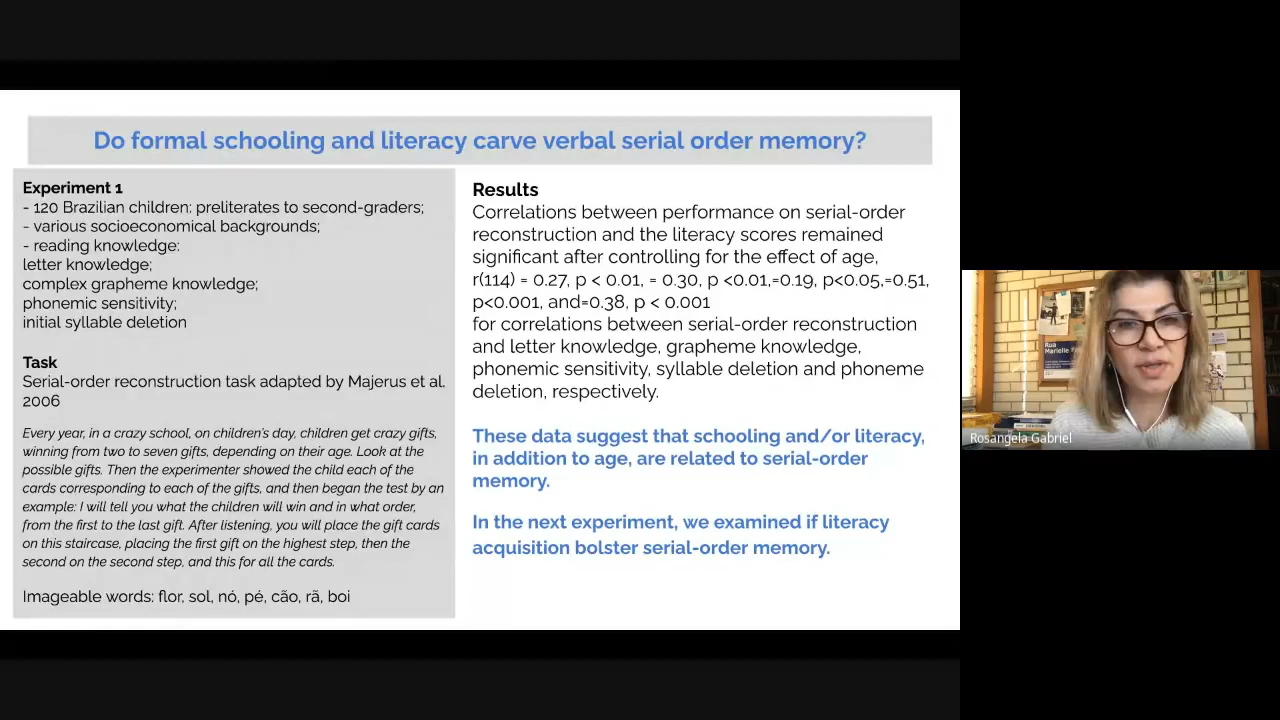 Do formal schooling and literacy carve verbal serial order memory?
Experiment 1
- 120 Brazilian children: preliterates to second-graders;
- various socioeconomical backgrounds;
- reading knowledge:
letter knowledge;
complex grapheme knowledge;
phonemic sensitivity;
initial syllable deletion
Task
Serial-order reconstruction task adapted by Majerus et al.
2006
Every year, in a crazy school, on children's day, children get crazy gifts,
winning from two to seven gifts, depending on their age. Look at the
possible gifts. Then the experimenter showed the child each of the
cards corresponding to each of the gifts, and then began the test by an
example: I will tell you what the children will win and in what order,
from the first to the last gift. After listening, you will place the gift cards
on this staircase, placing the first gift on the highest step, then the
second on the second step, and this for all the cards.
Imageable words: flor, sol, nó, pé, cão, rã, boi
Results
Correlations between performance on serial-order
reconstruction and the literacy scores remained
significant after controlling for the effect of age,
r(114) = 0.27, p < 0.01, = 0.30, p <0.01,=0.19, p<0.05,=0.51,
p<0.001, and=0.38, p < 0.001
for correlations between serial-order reconstruction
and letter knowledge, grapheme knowledge,
phonemic sensitivity, syllable deletion and phoneme
deletion, respectively.
These data suggest that schooling and/or literacy,
in addition to age, are related to serial-order
memory.
In the next experiment, we examined if literacy
acquisition bolster serial-order memory.
Rua
Marielle
Rosangela Gabriel